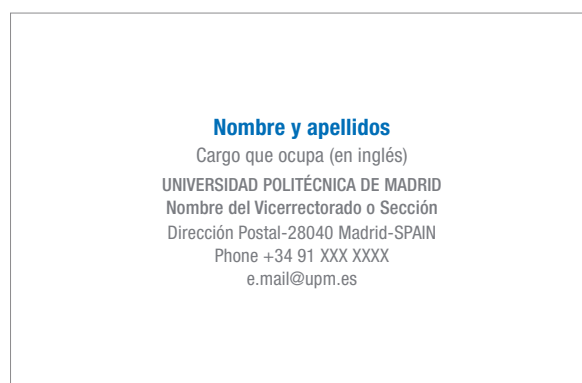 Nombre y apellidos
Cargo que ocupa (en inglés)
UNIVERSIDAD POLITÉCNICA DE MADRID
Nombre del Vicerrectorado o Sección
Dirección Postal-28040 Madrid-SPAIN
Phone +34 91 XXX XXXX
e.mail@upm.es